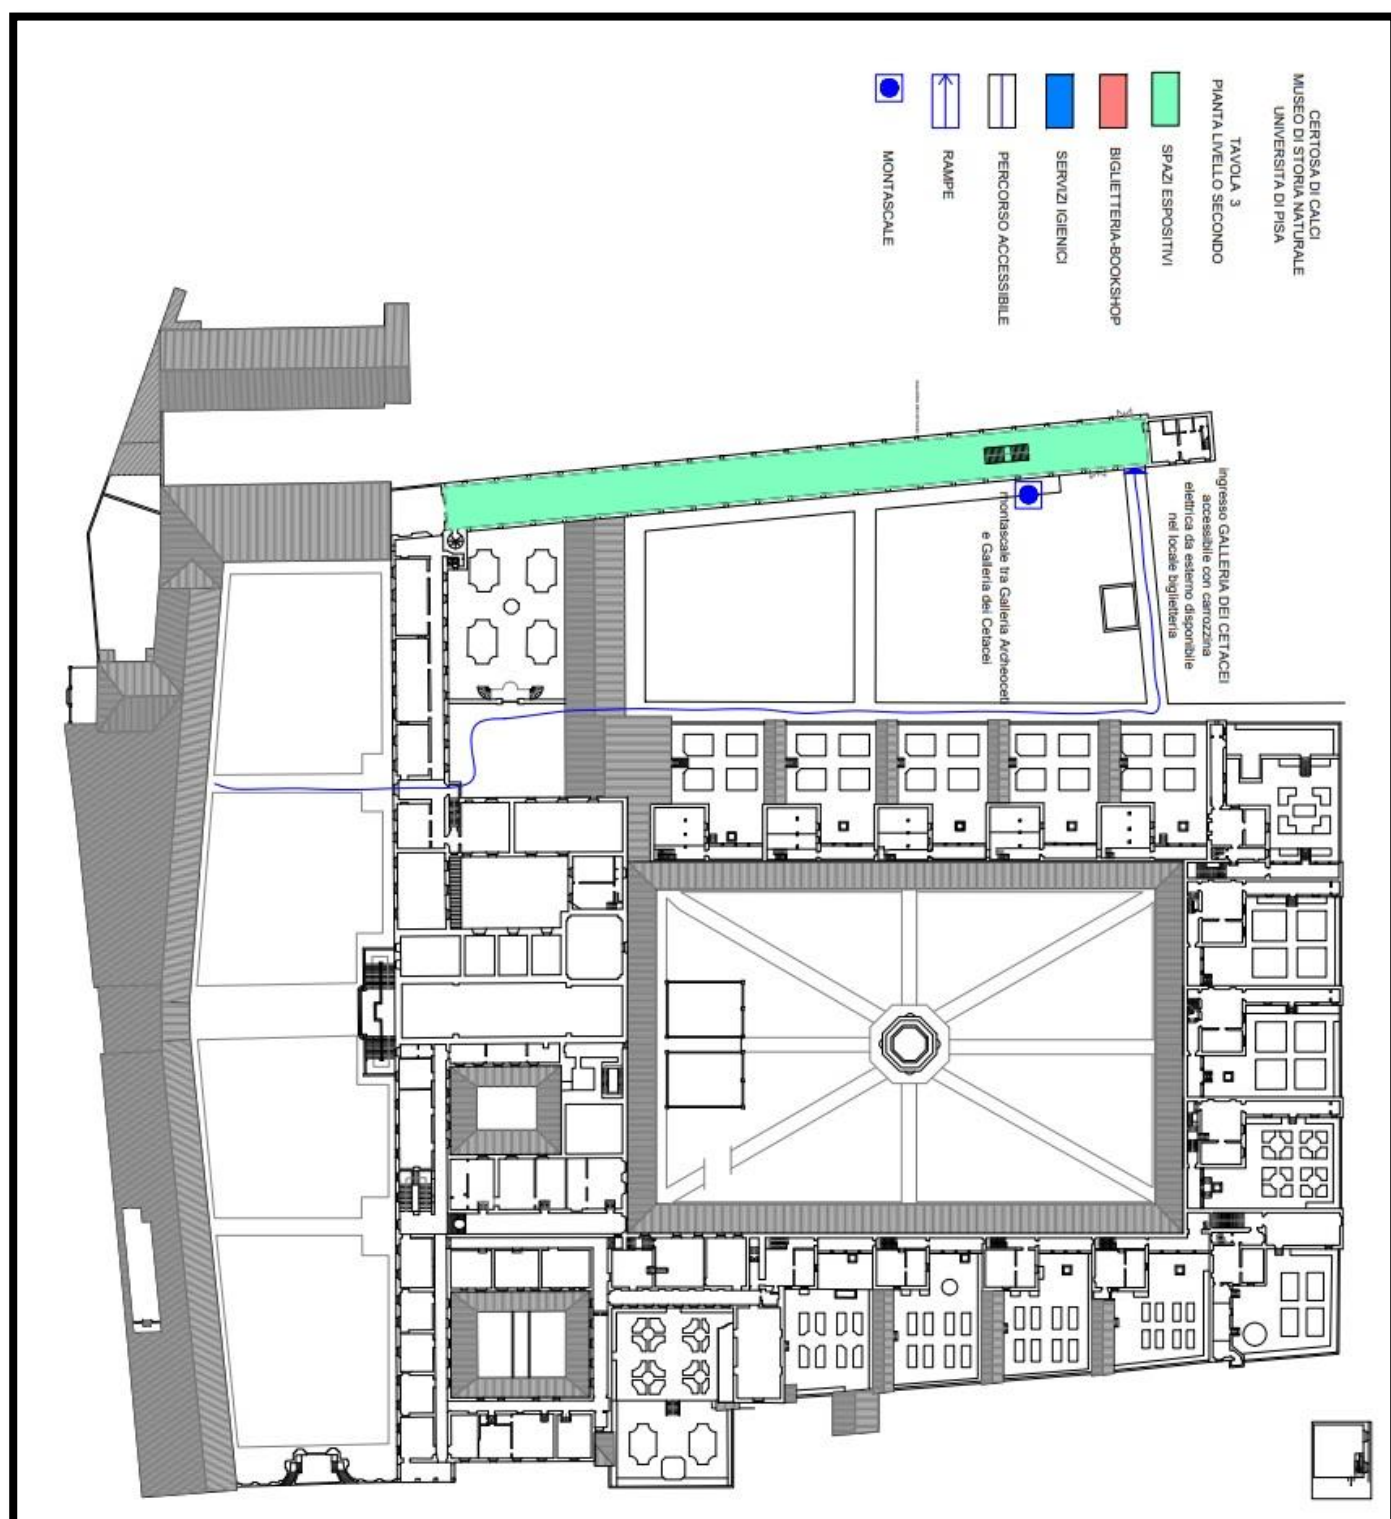 CERTOSA DI CALCI
MUSEO DI STORIA NATURALE
UNIVERSITA DI PISA
TAVOLA 3
PIANTA LIVELLO SECONDO
SPAZI ESPOSITIVI
BIGLIETTERIA-BOOKSHOP
SERVIZI IGIENICI
PERCORSO ACCESSIBILE
RAMPE
MONTASCALE
ingresso GALLERIA DEI CETACEI
accessibile con carrozzina
elettrica da esterno disponibile
nel locale biglietteria
montascale tra Galleria Archeoceti
e Galleria dei Cetacei